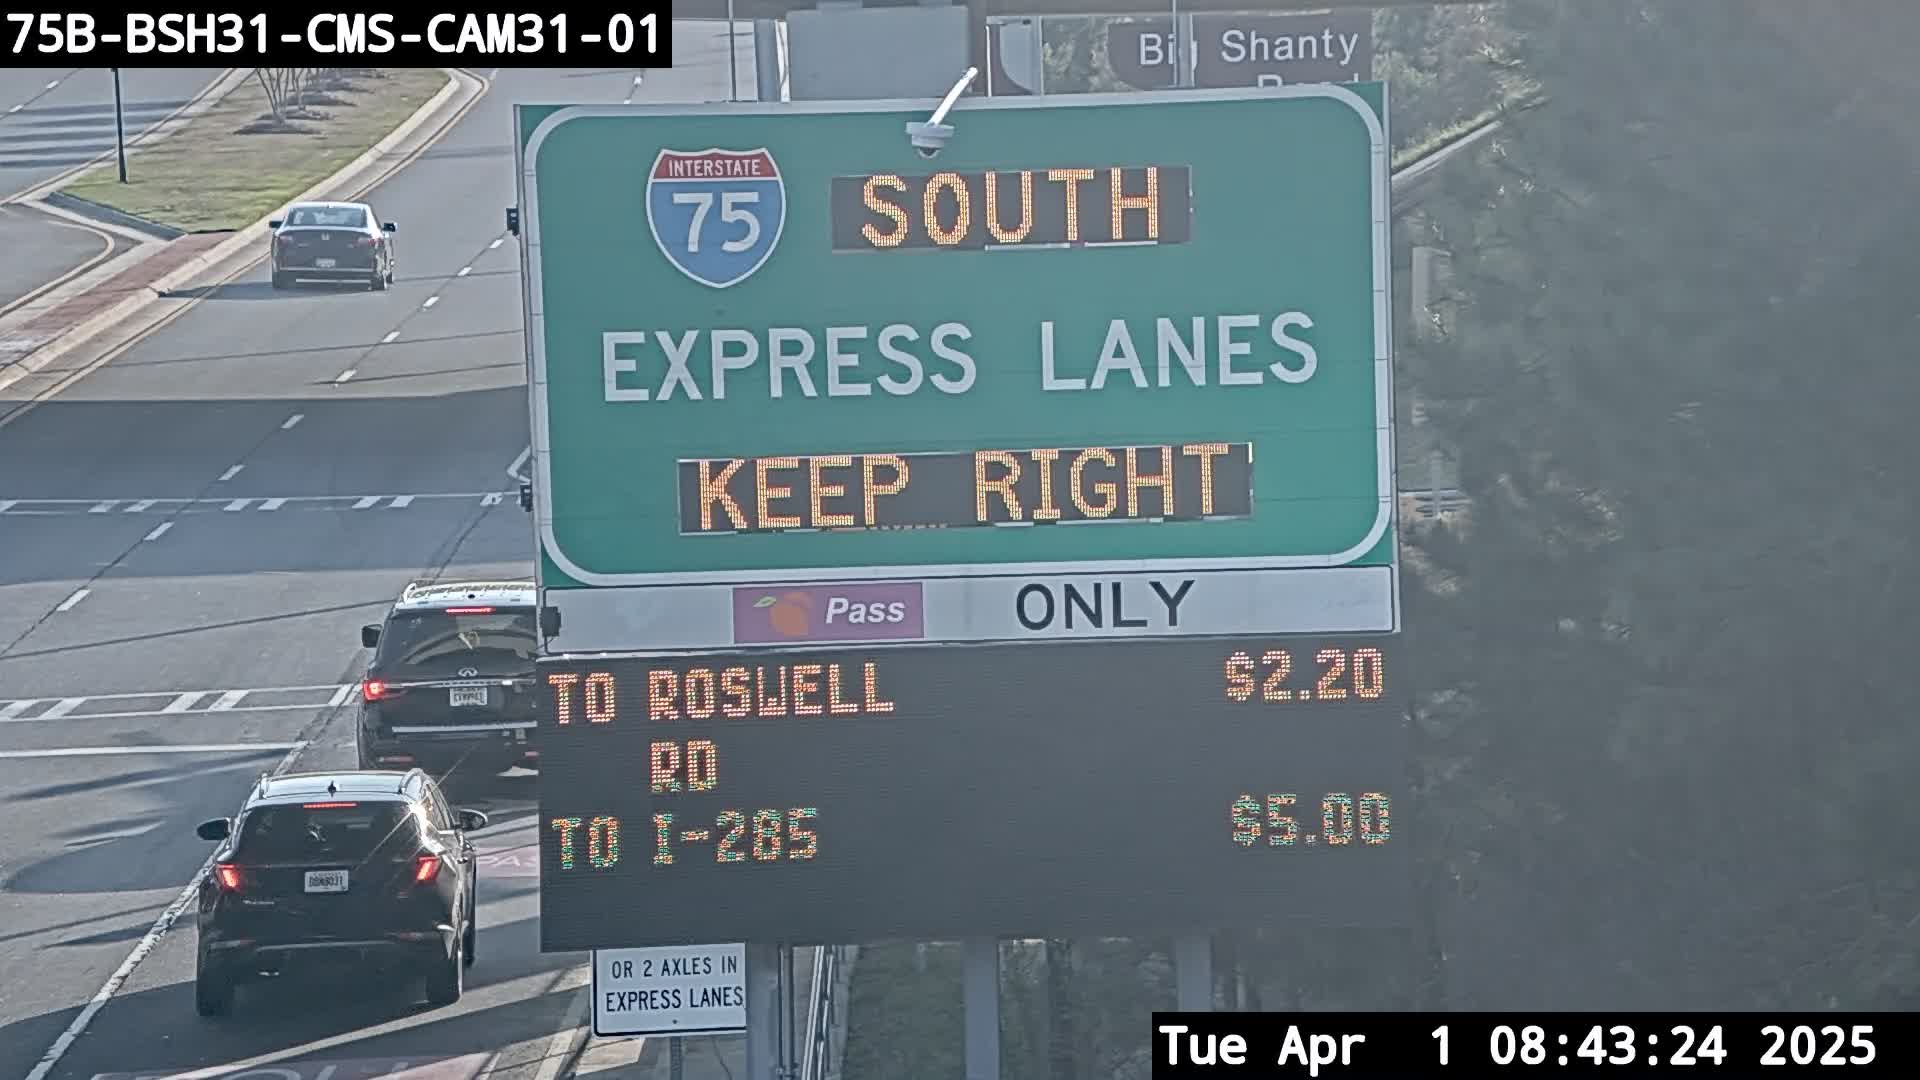 75B-BSH31-CMS-CAM31-01
Big Shanty
Road
INTERSTATE
75
SOUTH
EXPRESS LANES
KEEP RIGHT
Pass ONLY
TO ROSWELL $2.20
RD
TO I-285 $5.00
OR 2 AXLES IN
EXPRESS LANES
Tue Apr 1 08:43:24 2025